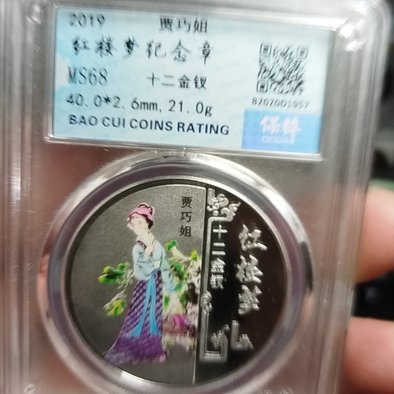 2019 贾巧姐
红楼梦纪念章
MS68 十二金钗
40.0*2.6mm, 21.0g
BAO CUI COINS RATING
8202001957
保粹
贾巧姐
十二金钗
红楼梦